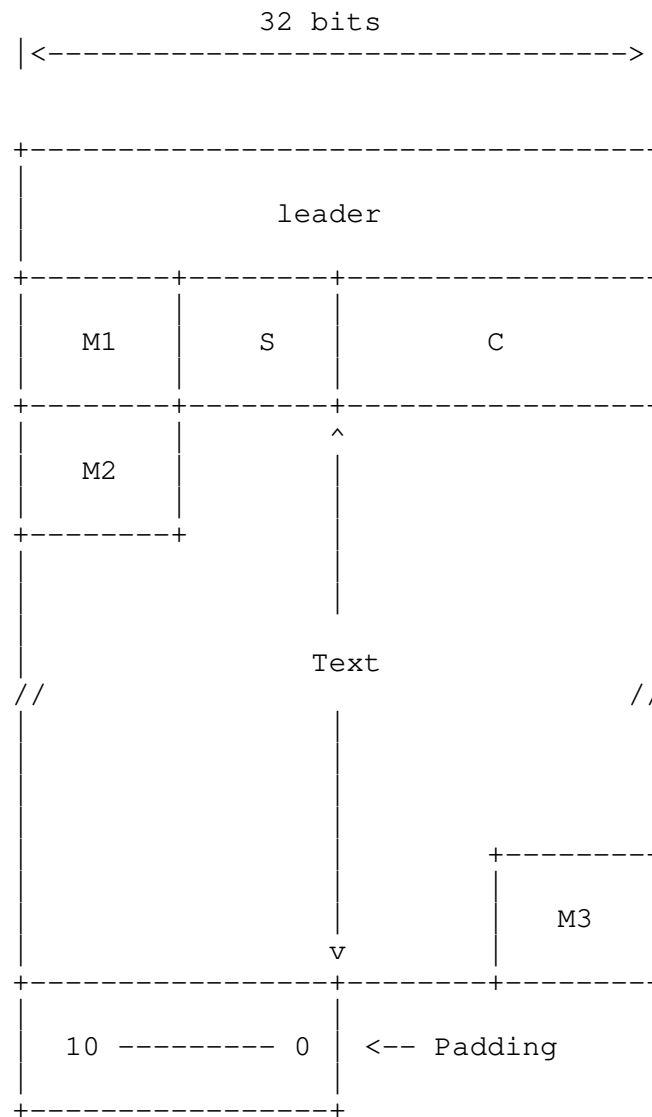 32 bits
|<------------------------------------->
leader
M1 S C
^
M2
Text
// //
M3
v
10 --------- 0 <-- Padding